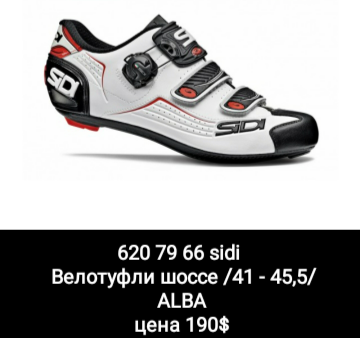 SIDI
SIDI
620 79 66 sidi
Велотуфли шоссе /41 - 45,5/
ALBA
цена 190$